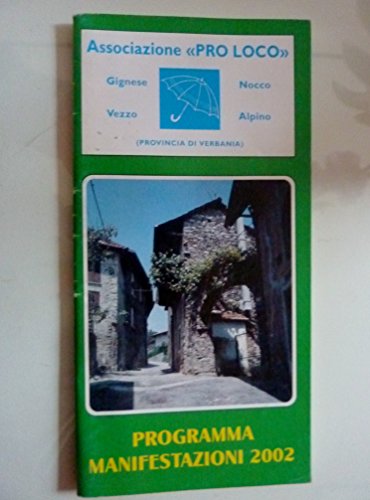 Associazione «PRO LOCO»
Gignese Nocco
Vezzo Alpino
(PROVINCIA DI VERBANIA)
PROGRAMMA
MANIFESTAZIONI 2002